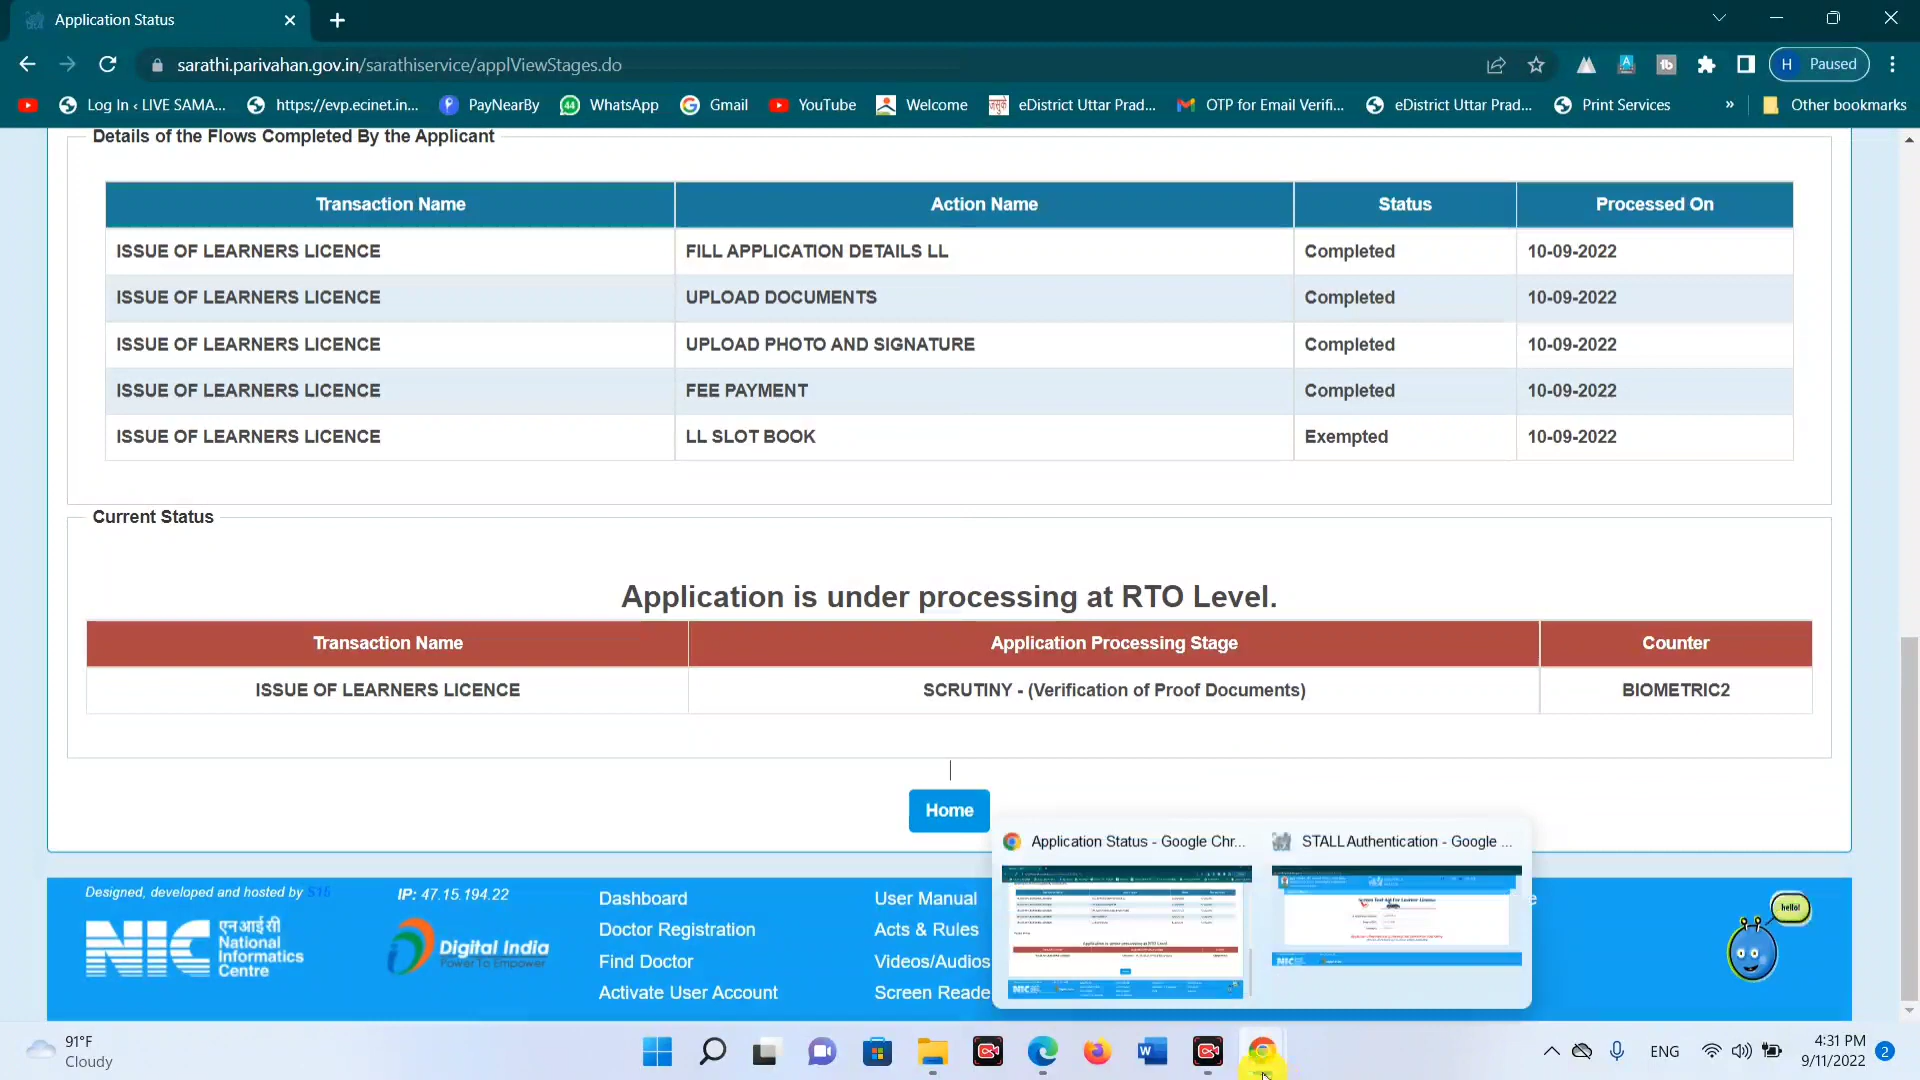 Application Status
sarathi.parivahan.gov.in/sarathiservice/applViewStages.do
H Paused
Log In ‹ LIVE SAMA... https://evp.ecinet.in... PayNearBy WhatsApp Gmail YouTube Welcome eDistrict Uttar Prad... OTP for Email Verifi... eDistrict Uttar Prad... Print Services » Other bookmarks
Details of the Flows Completed By the Applicant
Transaction Name Action Name Status Processed On
ISSUE OF LEARNERS LICENCE FILL APPLICATION DETAILS LL Completed 10-09-2022
ISSUE OF LEARNERS LICENCE UPLOAD DOCUMENTS Completed 10-09-2022
ISSUE OF LEARNERS LICENCE UPLOAD PHOTO AND SIGNATURE Completed 10-09-2022
ISSUE OF LEARNERS LICENCE FEE PAYMENT Completed 10-09-2022
ISSUE OF LEARNERS LICENCE LL SLOT BOOK Exempted 10-09-2022
Current Status
Application is under processing at RTO Level.
Transaction Name Application Processing Stage Counter
ISSUE OF LEARNERS LICENCE SCRUTINY - (Verification of Proof Documents) BIOMETRIC2
Home
Application Status - Google Chr... STALL Authentication - Google ...
Designed, developed and hosted by IP: 47.15.194.22
Dashboard User Manual
Doctor Registration Acts & Rules
Find Doctor Videos/Audios
Activate User Account Screen Reade
NIC एन आई सी
National
Informatics
Centre
Digital India
Power To Empower
hello!
91°F
Cloudy
ENG
4:31 PM
9/11/2022 2